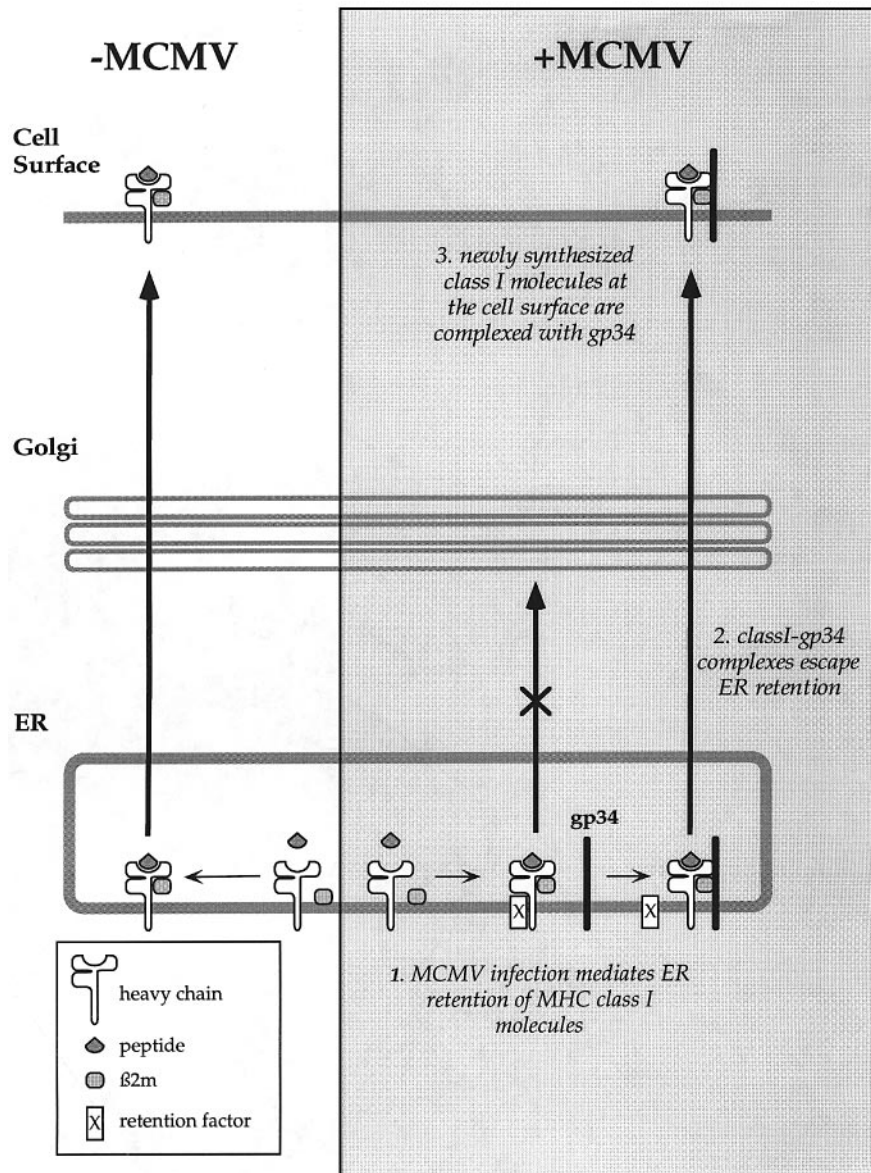 -MCMV
+MCMV
Cell
Surface
3. newly synthesized
class I molecules at
the cell surface are
complexed with gp34
Golgi
2. classI-gp34
complexes escape
ER retention
ER
gp34
X
X
1. MCMV infection mediates ER
retention of MHC class I
molecules
heavy chain
peptide
ß2m
X retention factor